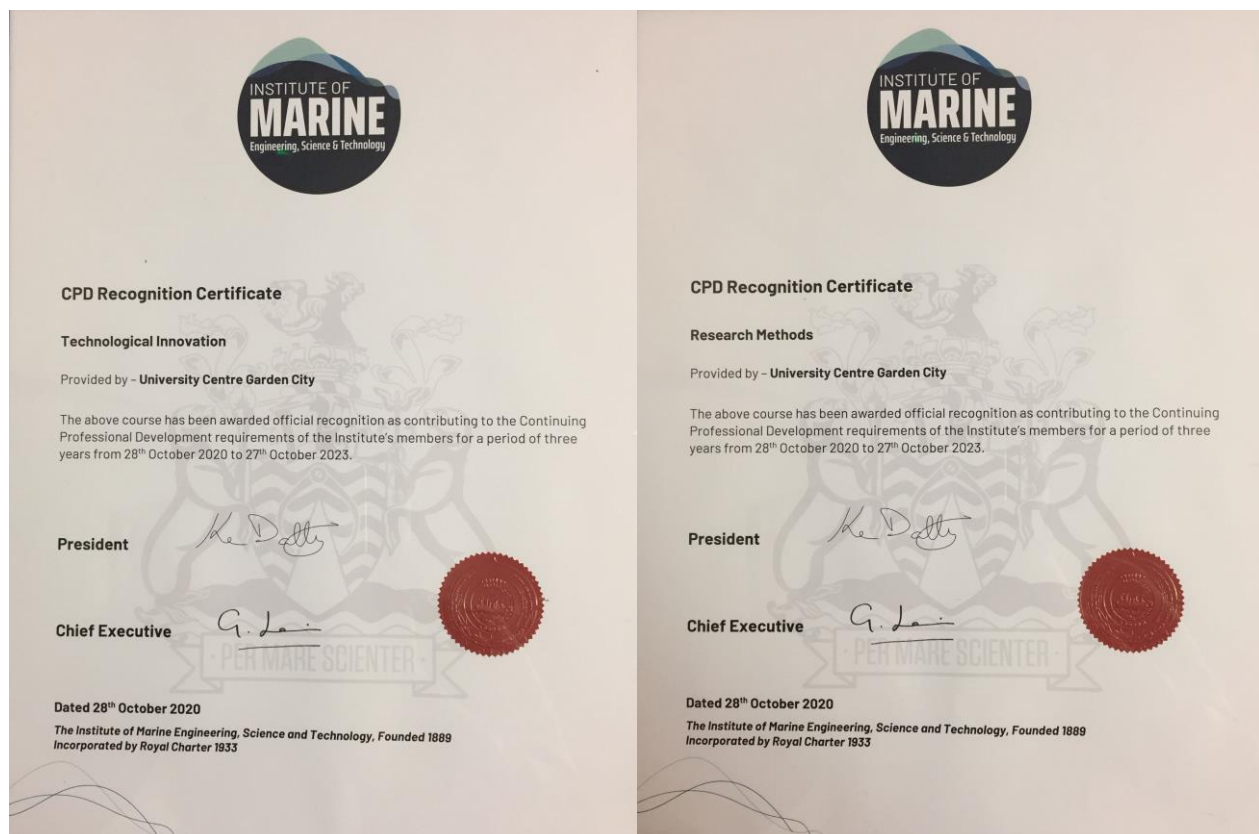 INSTITUTE OF
MARINE
Engineering, Science & Technology
CPD Recognition Certificate
Technological Innovation
Provided by – University Centre Garden City
The above course has been awarded official recognition as contributing to the Continuing
Professional Development requirements of the Institute's members for a period of three
years from 28th October 2020 to 27th October 2023.
President
Chief Executive
· PER MARE SCIENTER ·
Dated 28th October 2020
The Institute of Marine Engineering, Science and Technology, Founded 1889
Incorporated by Royal Charter 1933
INSTITUTE OF
MARINE
Engineering, Science & Technology
CPD Recognition Certificate
Research Methods
Provided by – University Centre Garden City
The above course has been awarded official recognition as contributing to the Continuing
Professional Development requirements of the Institute's members for a period of three
years from 28th October 2020 to 27th October 2023.
President
Chief Executive
· PER MARE SCIENTER ·
Dated 28th October 2020
The Institute of Marine Engineering, Science and Technology, Founded 1889
Incorporated by Royal Charter 1933